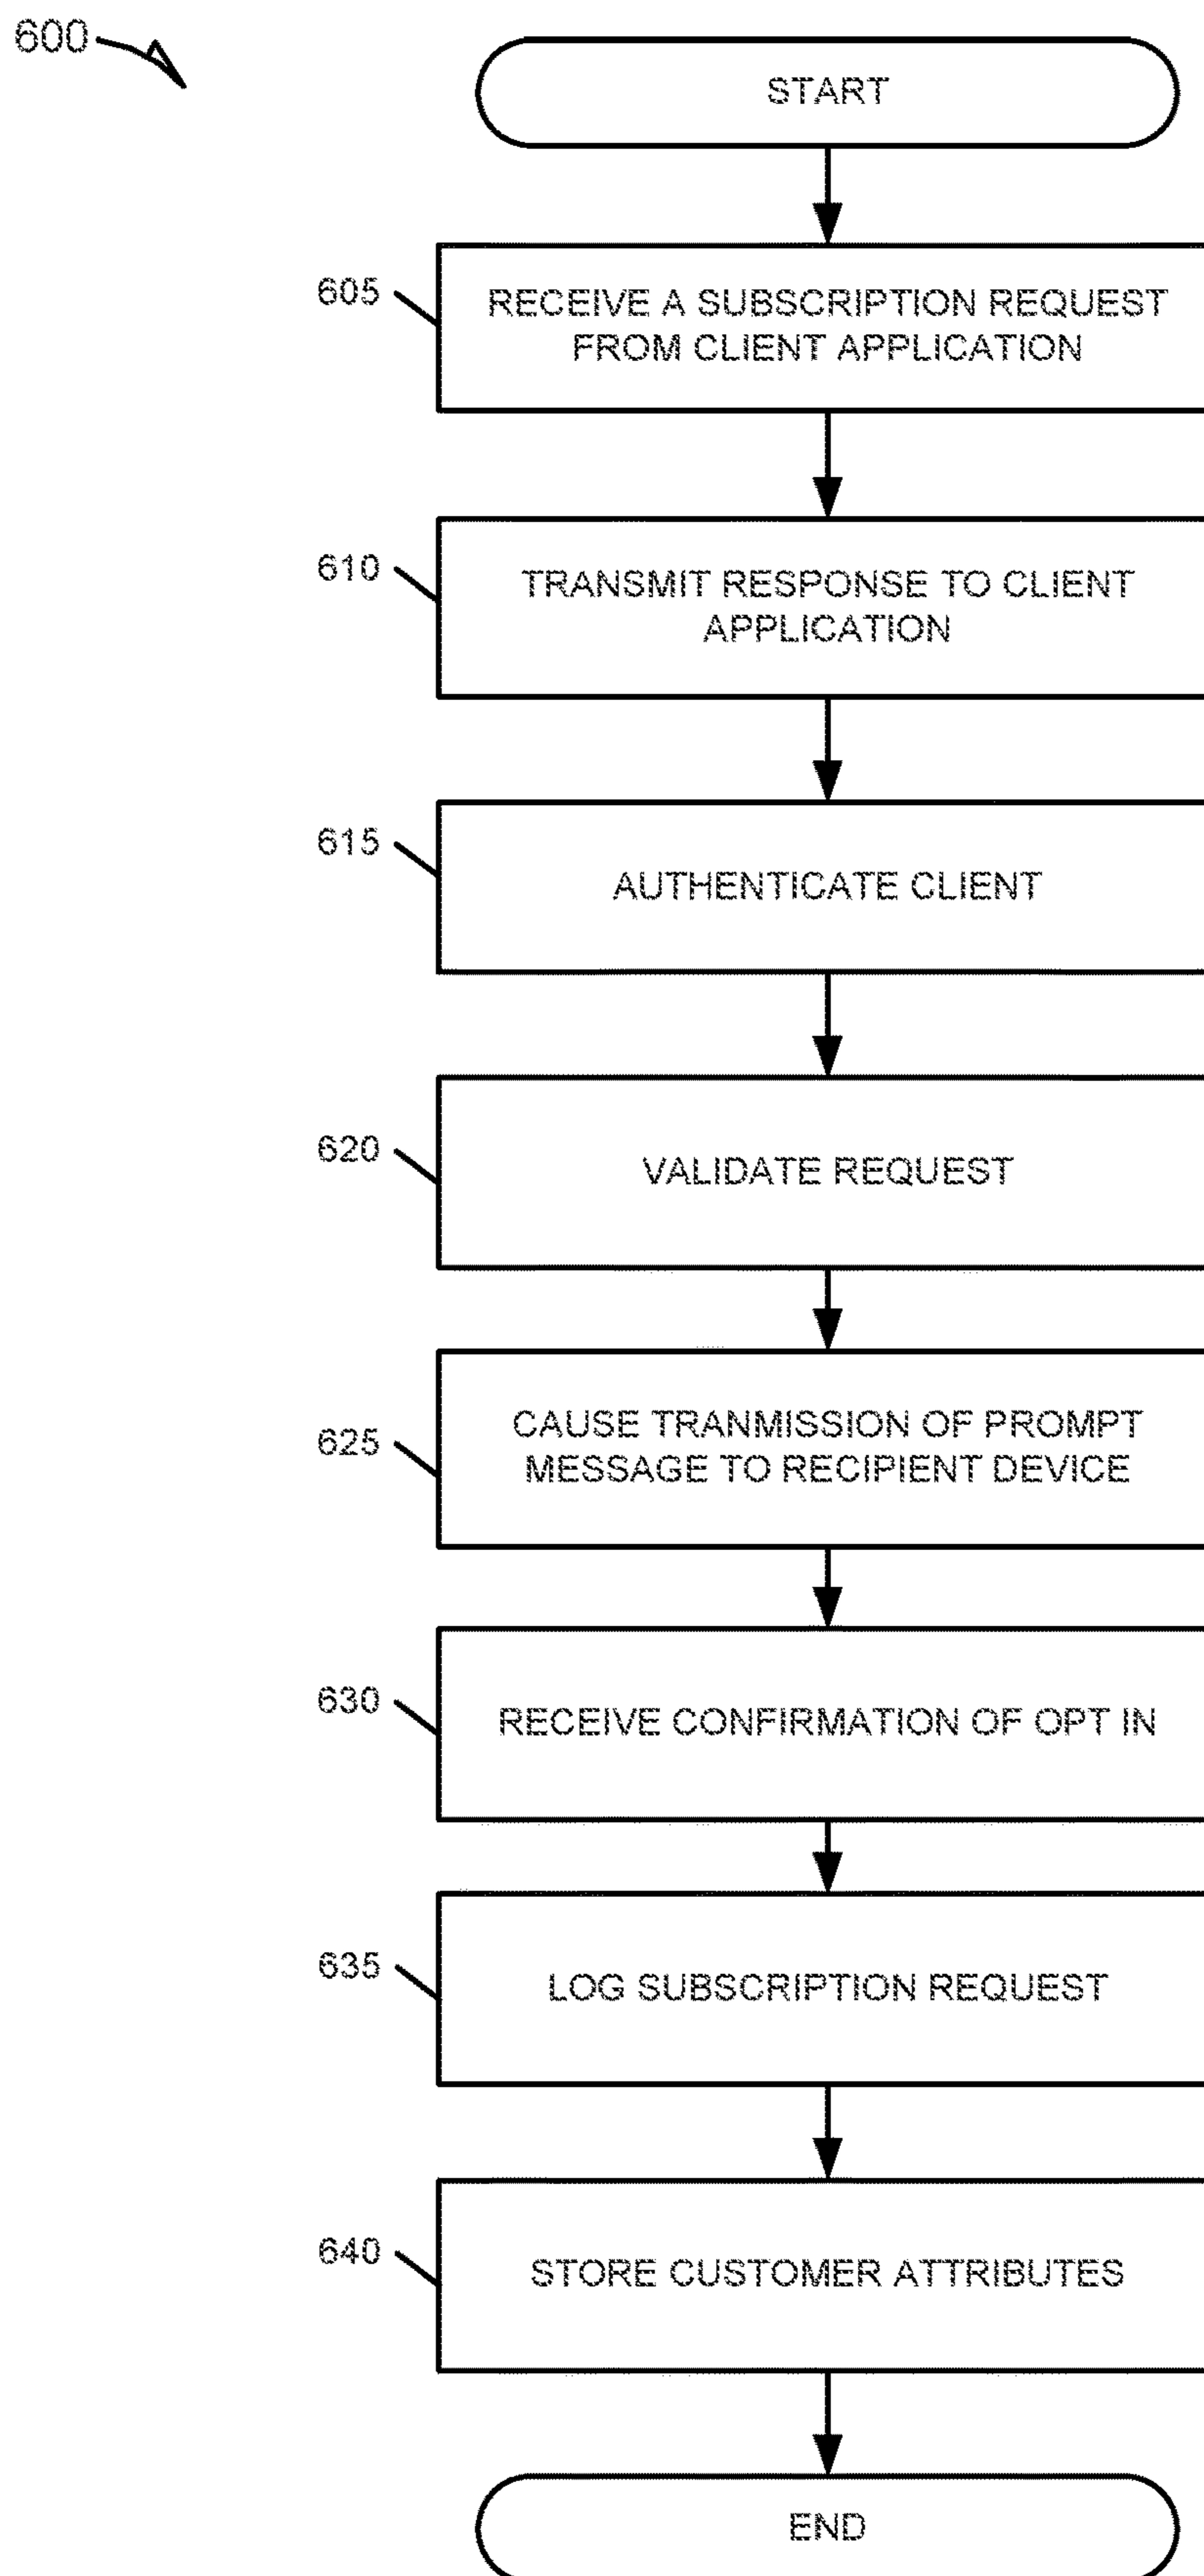 600
START
605
RECEIVE A SUBSCRIPTION REQUEST
FROM CLIENT APPLICATION
610
TRANSMIT RESPONSE TO CLIENT
APPLICATION
615
AUTHENTICATE CLIENT
620
VALIDATE REQUEST
625
CAUSE TRANMISSION OF PROMPT
MESSAGE TO RECIPIENT DEVICE
630
RECEIVE CONFIRMATION OF OPT IN
635
LOG SUBSCRIPTION REQUEST
640
STORE CUSTOMER ATTRIBUTES
END